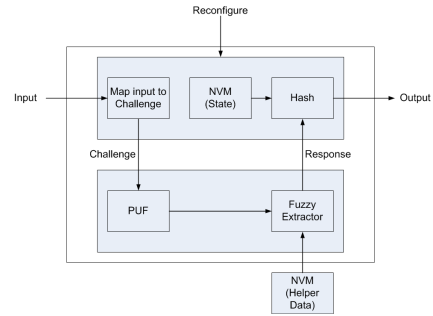 Reconfigure
Input
Map input to
Challenge
NVM
(State)
Hash
Output
Challenge
Response
PUF
Fuzzy
Extractor
NVM
(Helper
Data)